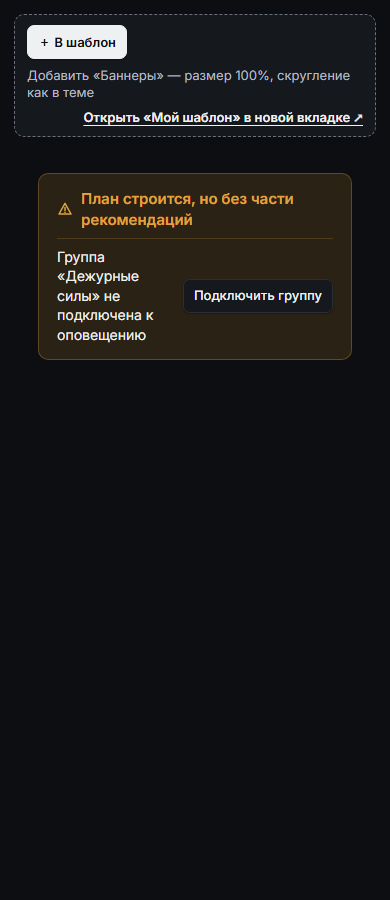 + В шаблон
Добавить «Баннеры» — размер 100%, скругление
как в теме
Открыть «Мой шаблон» в новой вкладке ↗
План строится, но без части
рекомендаций
Группа
«Дежурные
силы» не
подключена к
оповещению
Подключить группу